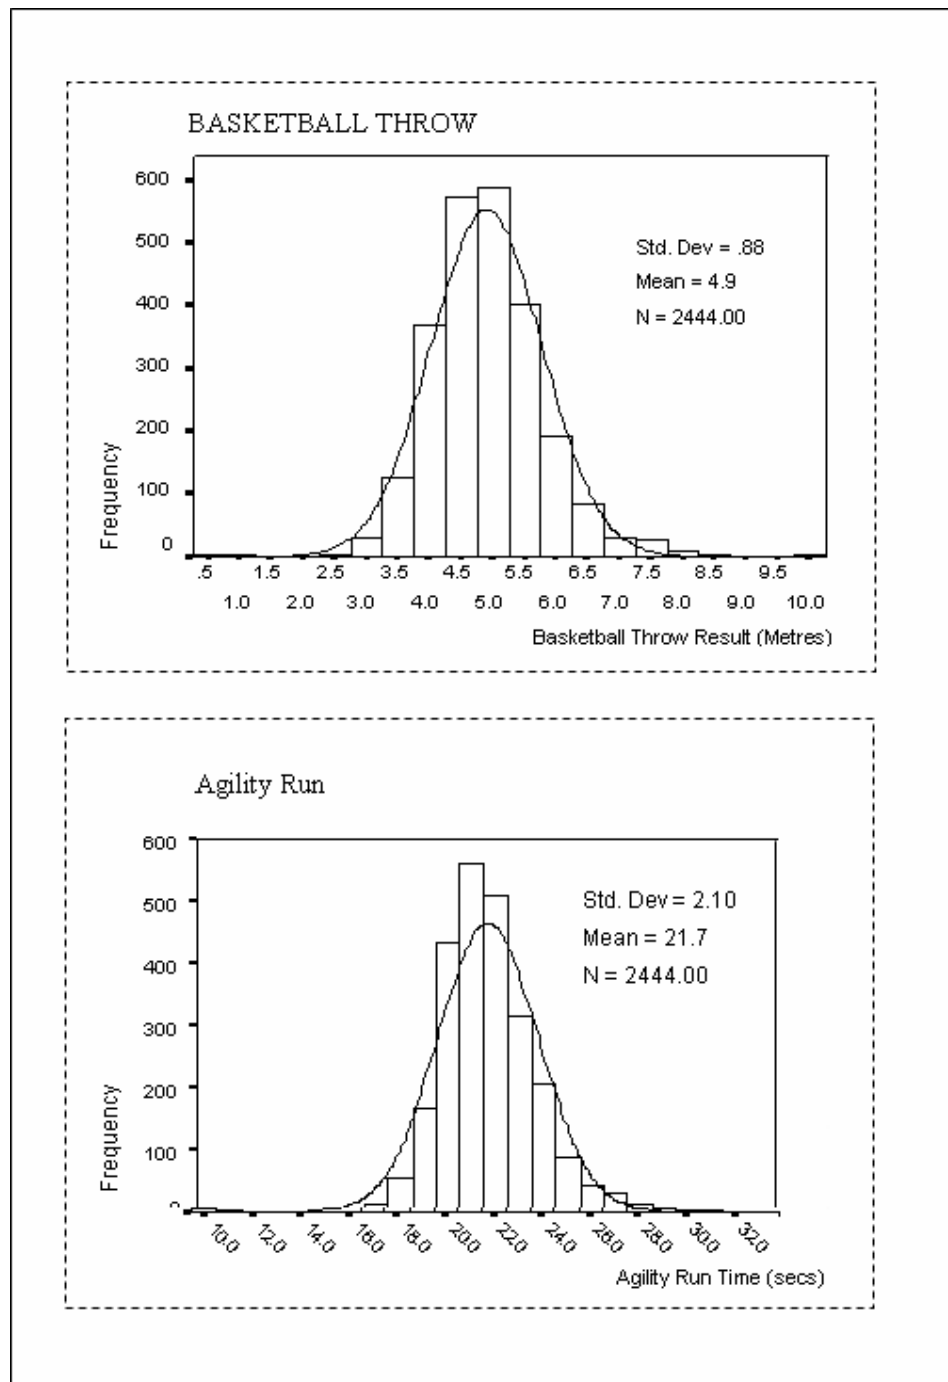 BASKETBALL THROW
600
500
400
300
200
100
0
Frequency
Std. Dev = .88
Mean = 4.9
N = 2444.00
.5 1.5 2.5 3.5 4.5 5.5 6.5 7.5 8.5 9.5
1.0 2.0 3.0 4.0 5.0 6.0 7.0 8.0 9.0 10.0
Basketball Throw Result (Metres)
Agility Run
600
500
400
300
200
100
0
Frequency
Std. Dev = 2.10
Mean = 21.7
N = 2444.00
10.0 12.0 14.0 16.0 18.0 20.0 22.0 24.0 26.0 28.0 30.0 32.0
Agility Run Time (secs)